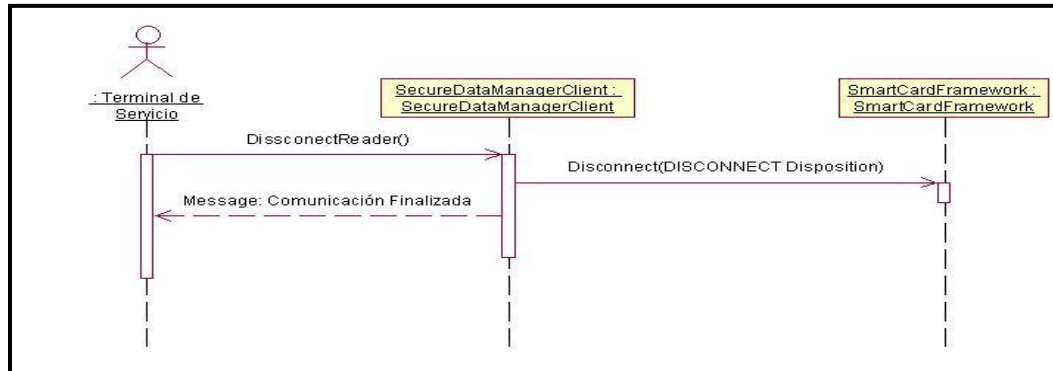 : Terminal de
Servicio
SecureDataManagerClient :
SecureDataManagerClient
SmartCardFramework :
SmartCardFramework
DissconectReader()
Disconnect(DISCONNECT Disposition)
Message: Comunicación Finalizada